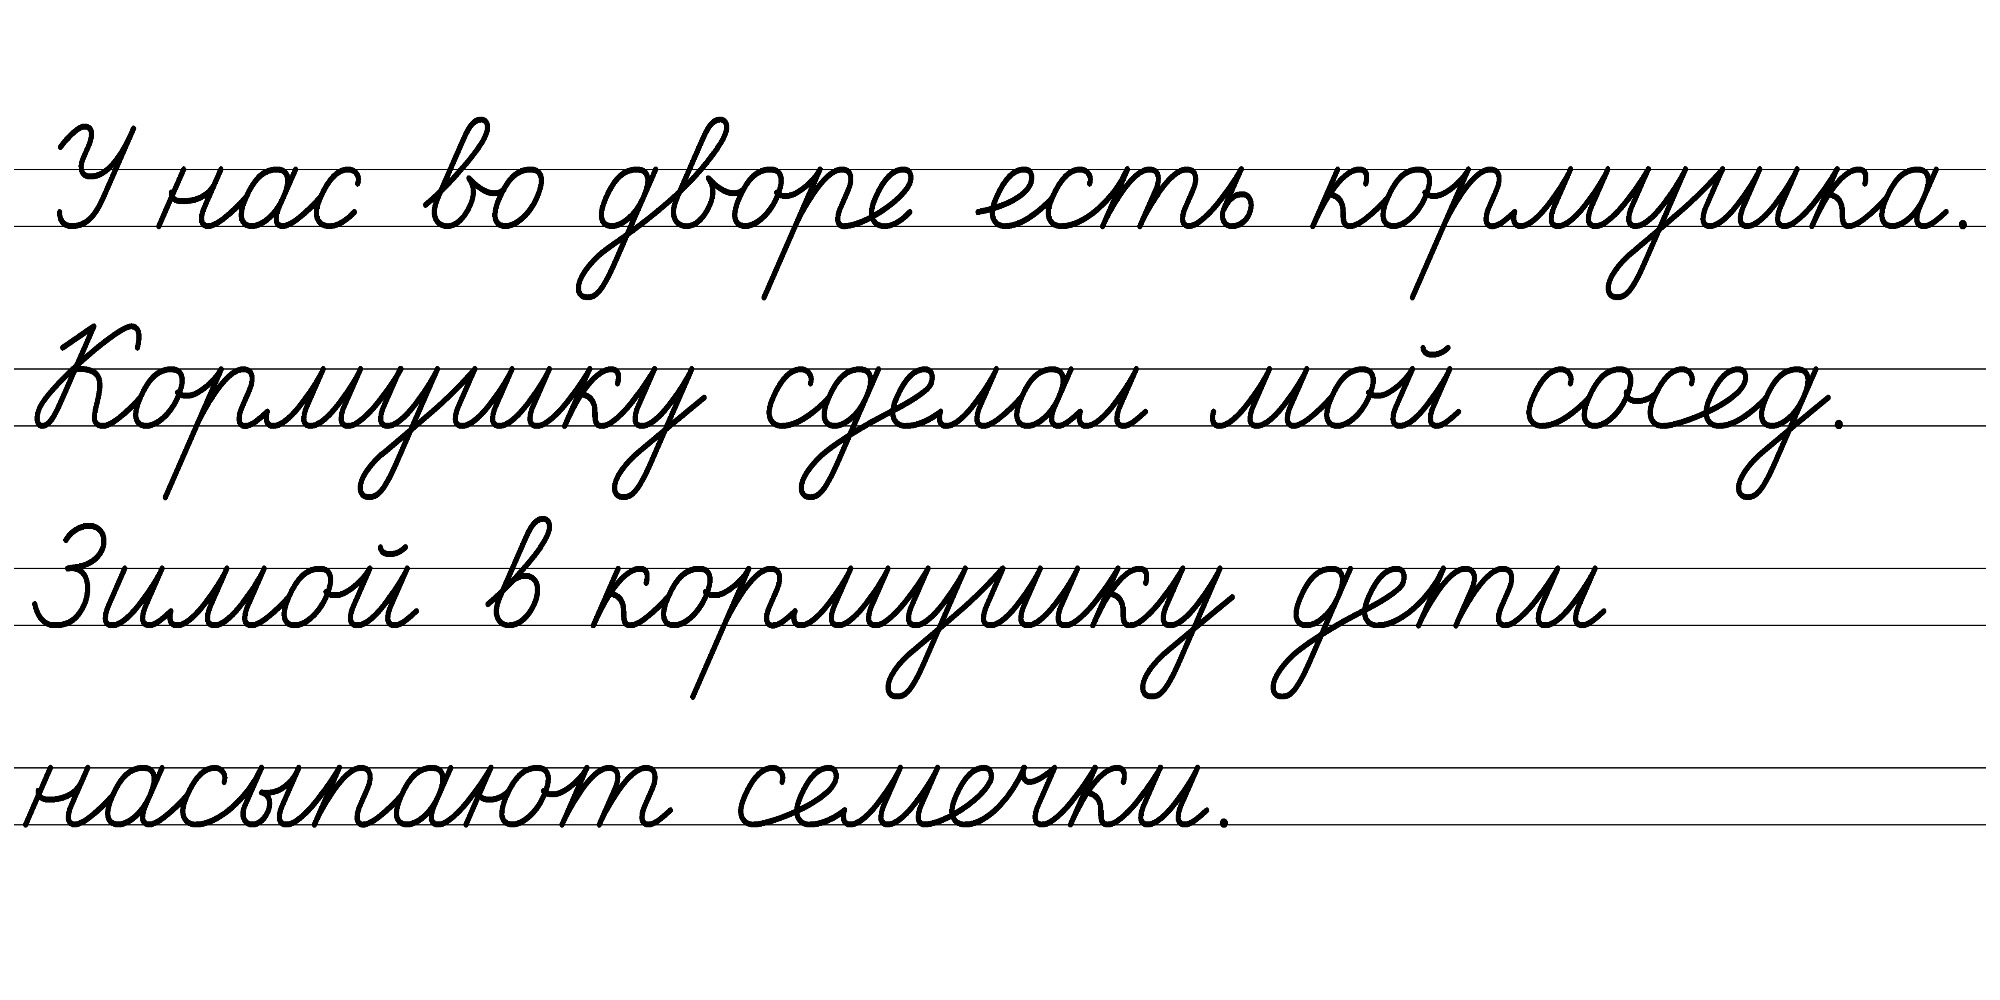 У нас во дворе есть кормушка.
Кормушку сделал мой сосед.
Зимой в кормушку дети
насыпают семечки.